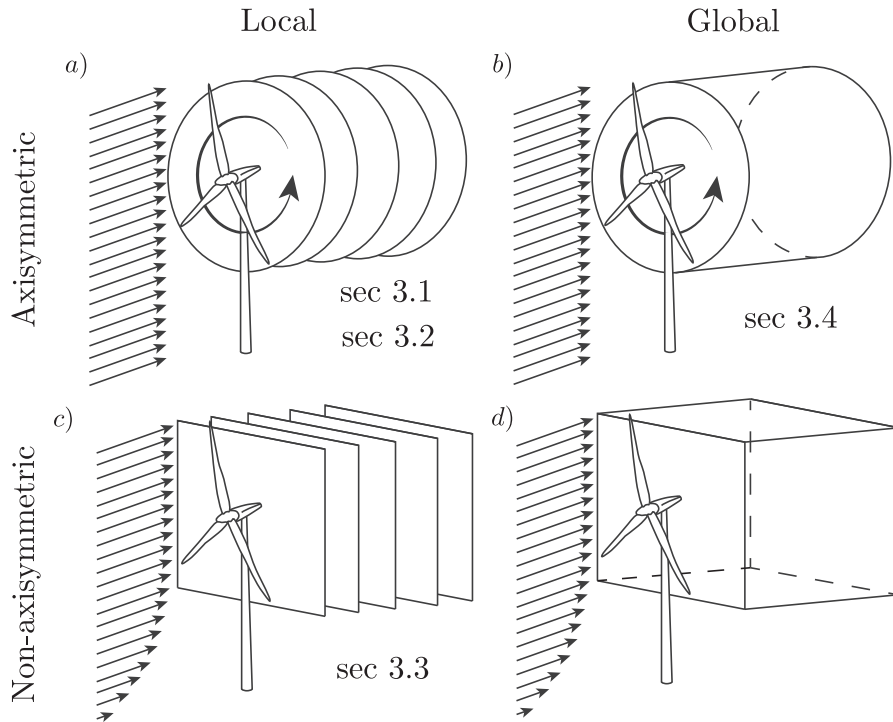 Local
Global
a)
b)
Axisymmetric
sec 3.1
sec 3.2
sec 3.4
c)
d)
Non-axisymmetric
sec 3.3